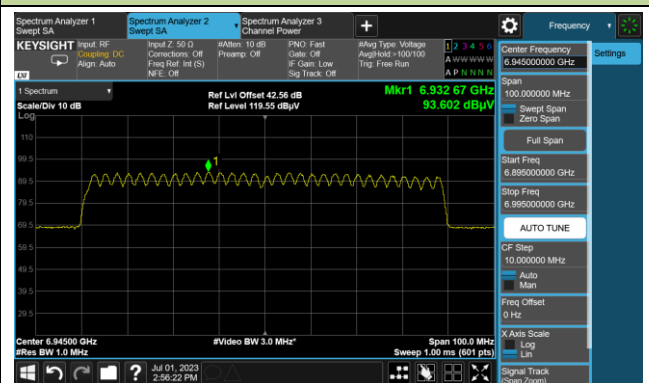 Spectrum Analyzer 1
Swept SA
Spectrum Analyzer 2
Swept SA
Spectrum Analyzer 3
Channel Power
Frequency
KEYSIGHT
LXI
Input: RF
Coupling: DC
Align: Auto
Input Z: 50 Ω
Corrections: Off
Freq Ref: Int (S)
NFE: Off
#Atten: 10 dB
Preamp: Off
PNO: Fast
Gate: Off
IF Gain: Low
Sig Track: Off
#Avg Type: Voltage
Avg|Hold:>100/100
Trig: Free Run
1 2 3 4 5 6
A W W W W W
A P N N N N
1 Spectrum
Scale/Div 10 dB
Log
Ref Lvl Offset 42.56 dB
Ref Level 119.55 dBµV
Mkr1 6.932 67 GHz
93.602 dBµV
110
99.5
89.5
79.5
69.5
59.5
49.5
39.5
29.5
1
Center 6.94500 GHz
#Res BW 1.0 MHz
#Video BW 3.0 MHz*
Span 100.0 MHz
Sweep 1.00 ms (601 pts)
Jul 01, 2023
2:56:22 PM
Center Frequency
6.945000000 GHz
Settings
Span
100.000000 MHz
Swept Span
Zero Span
Full Span
Start Freq
6.895000000 GHz
Stop Freq
6.995000000 GHz
AUTO TUNE
CF Step
10.000000 MHz
Auto
Man
Freq Offset
0 Hz
X Axis Scale
Log
Lin
Signal Track
(Span Zoom)